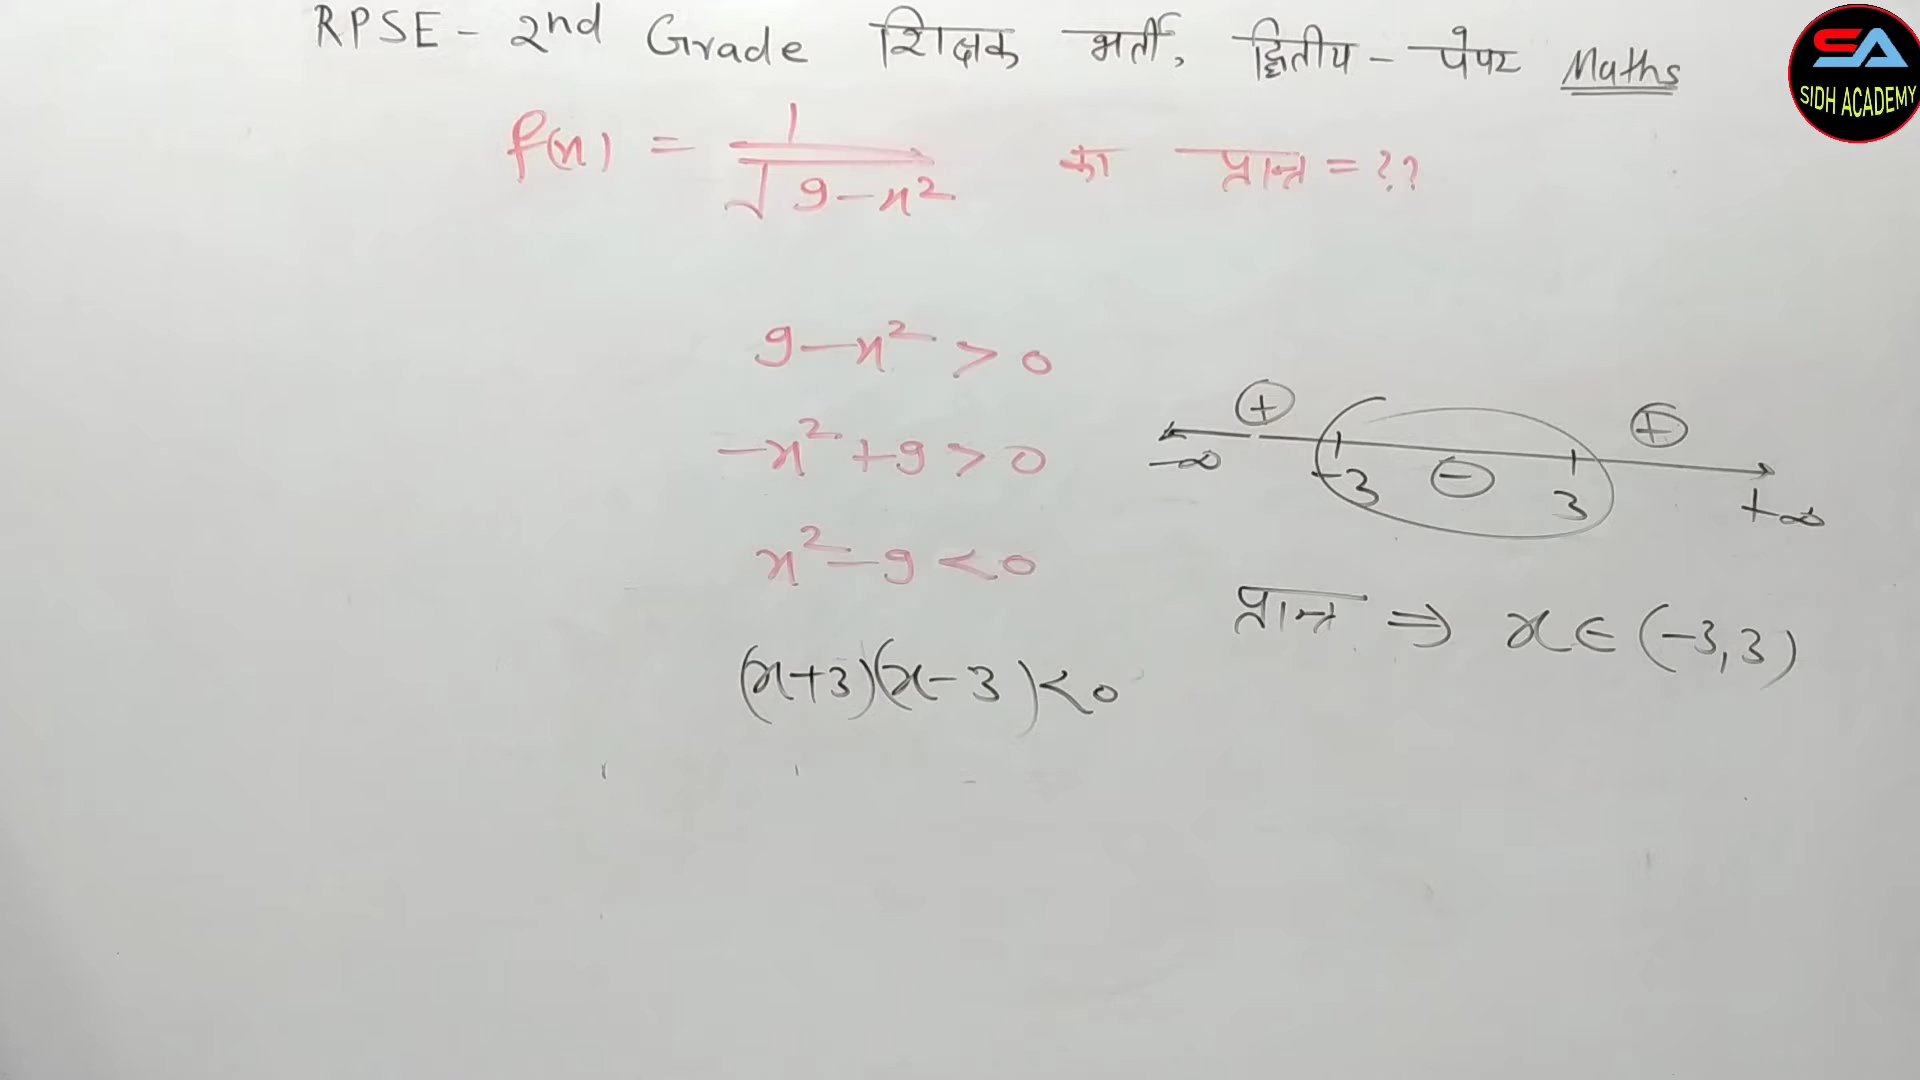 RPSE - 2nd Grade शिक्षक भर्ती, द्वितीय - पेपर Maths
SA
SIDH ACADEMY
f(x) = 1/√9-x² का प्रान्त = ??
9-x² > 0
-x² +9 > 0
x² - 9 < 0
(x+3)(x-3) < 0
+ - +
-∞ -3 3 +∞
प्रान्त ⇒ x ∈ (-3,3)